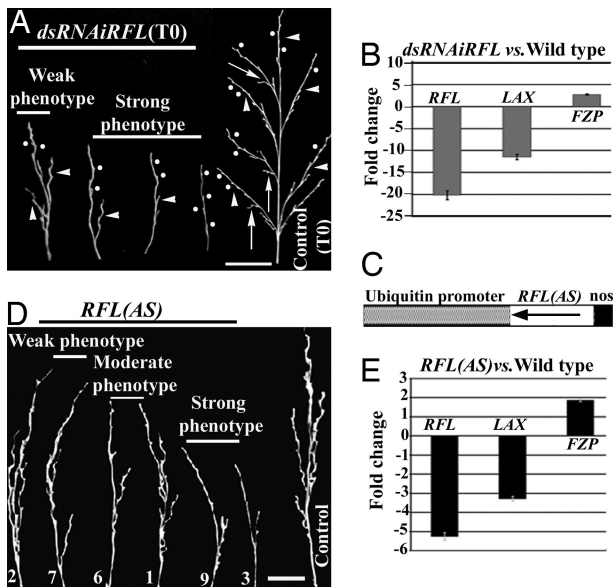 A
dsRNAiRFL(T0)
Weak
phenotype
Strong
phenotype
Control
(T0)
B
dsRNAiRFL vs.Wild type
Fold change
10
5
0
-5
-10
-15
-20
-25
RFL
LAX
FZP
C
Ubiquitin promoter
RFL(AS)
nos
D
RFL(AS)
Weak phenotype
Moderate
phenotype
Strong
phenotype
2
7
6
1
9
3
Control
E
RFL(AS)vs.Wild type
Fold change
3
2
1
0
-1
-2
-3
-4
-5
-6
RFL
LAX
FZP